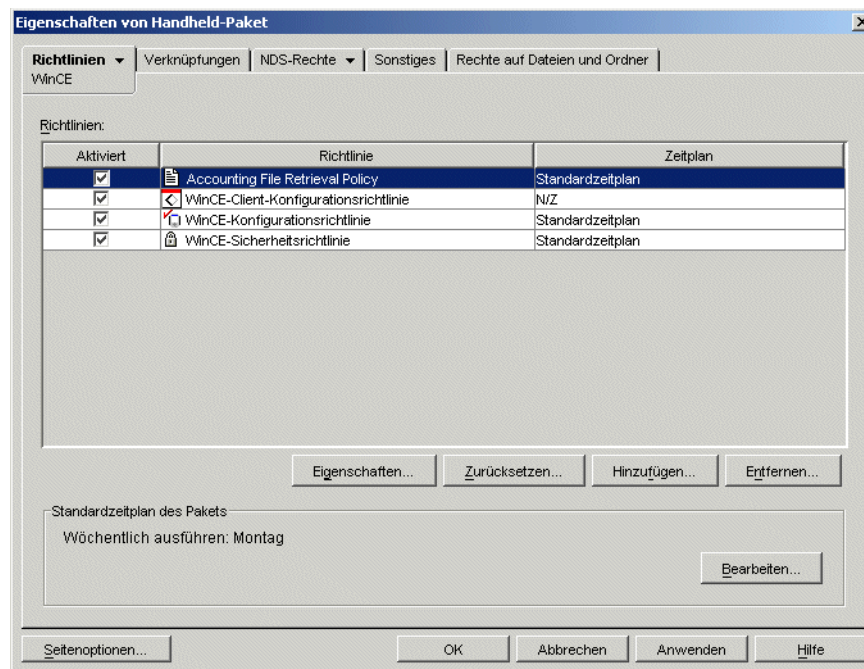 Eigenschaften von Handheld-Paket
Richtlinien Verknüpfungen NDS-Rechte Sonstiges Rechte auf Dateien und Ordner
WinCE
Richtlinien:
Aktiviert Richtlinie Zeitplan
Accounting File Retrieval Policy Standardzeitplan
WinCE-Client-Konfigurationsrichtlinie N/Z
WinCE-Konfigurationsrichtlinie Standardzeitplan
WinCE-Sicherheitsrichtlinie Standardzeitplan
Eigenschaften... Zurücksetzen... Hinzufügen... Entfernen...
Standardzeitplan des Pakets
Wöchentlich ausführen: Montag
Bearbeiten...
Seitenoptionen... OK Abbrechen Anwenden Hilfe